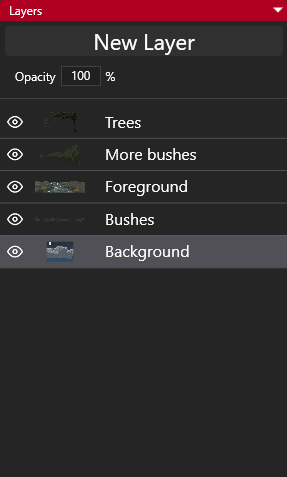 Layers
New Layer
Opacity 100 %
Trees
More bushes
Foreground
Bushes
Background